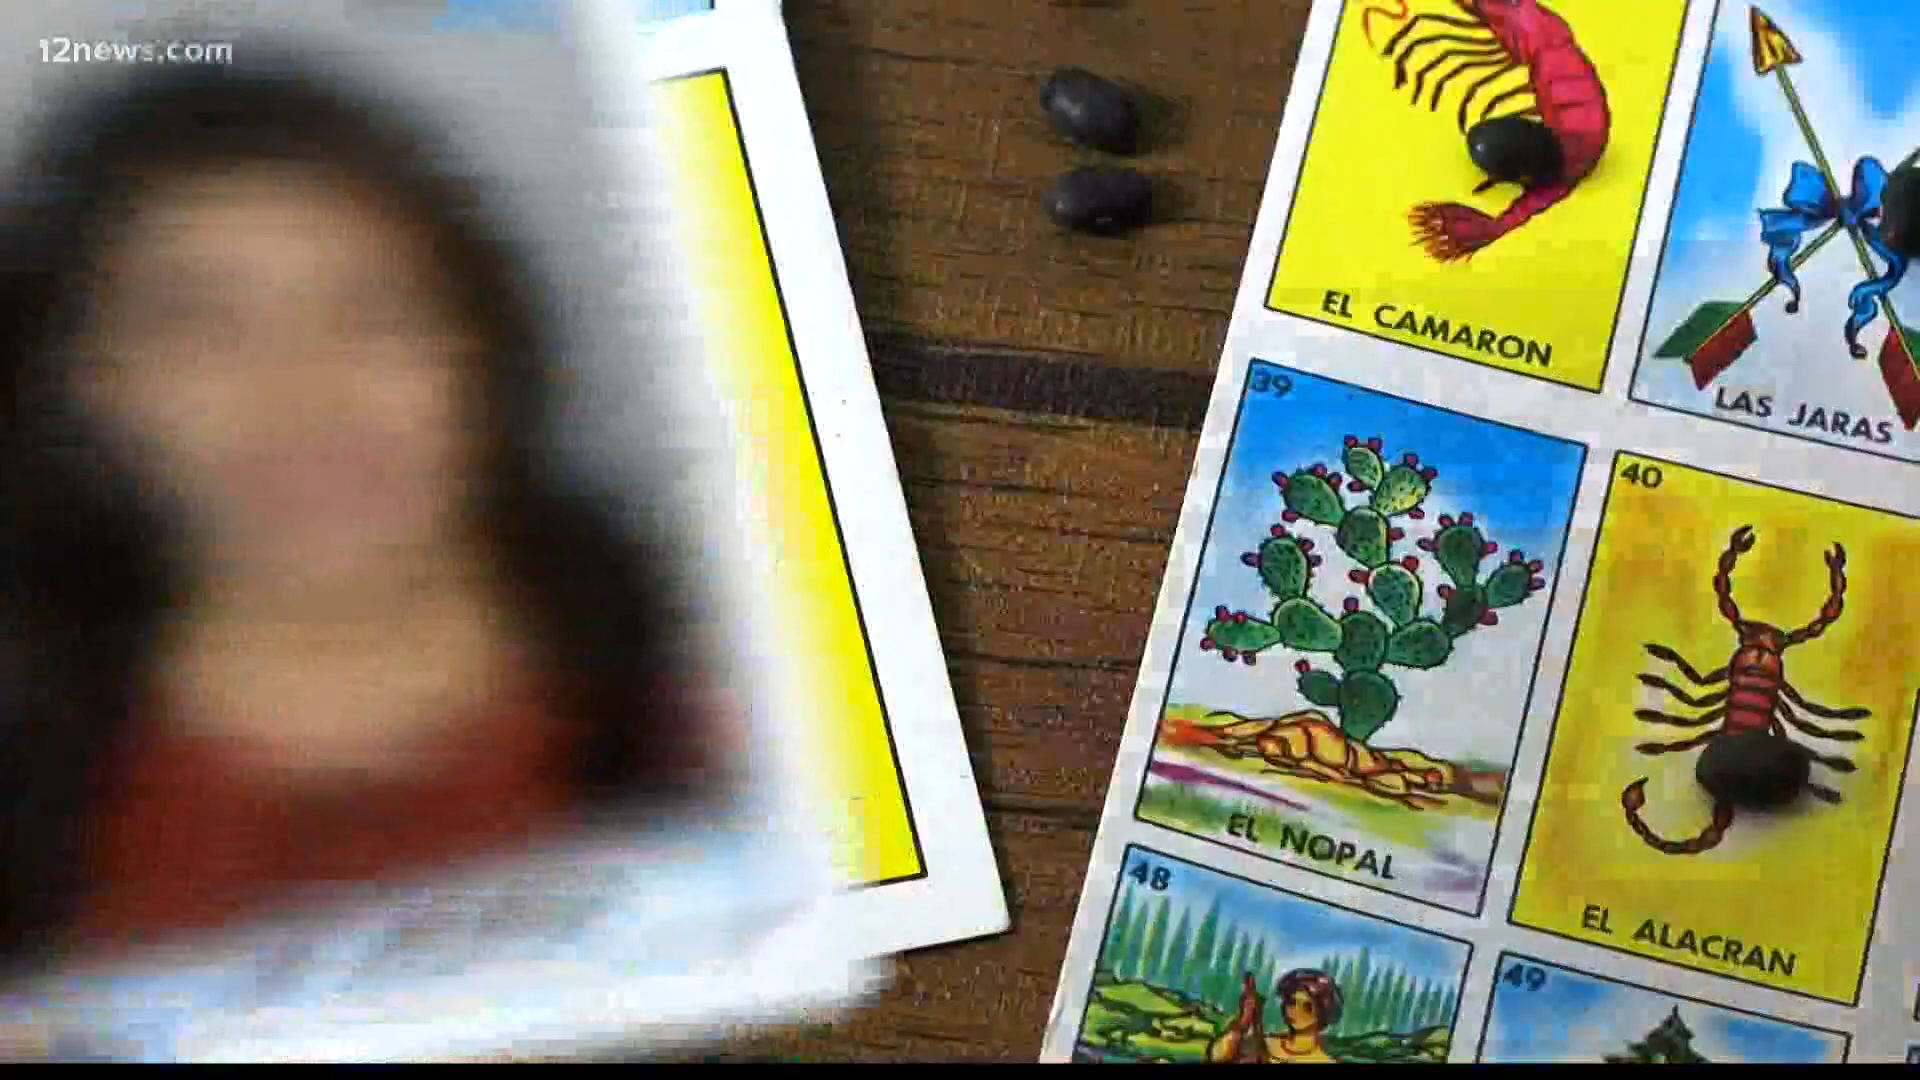 12news.com
EL CAMARON
LAS JARAS
39
EL NOPAL
40
EL ALACRAN
48
49